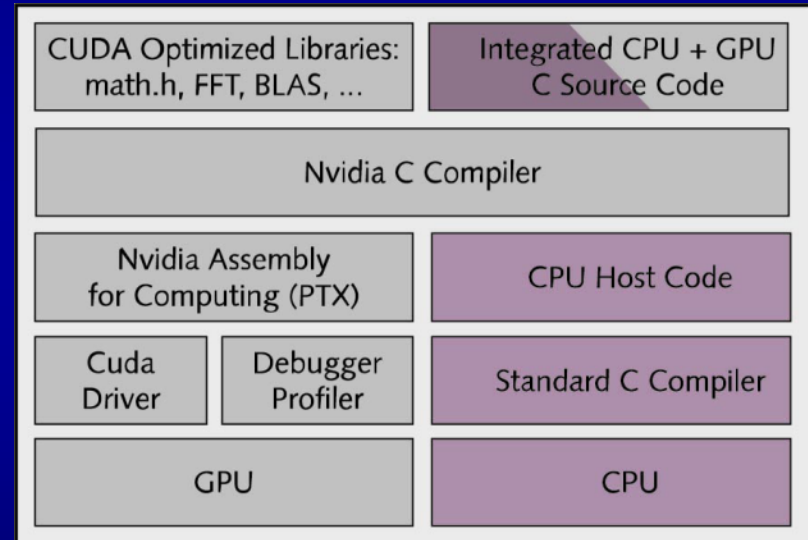 CUDA Optimized Libraries:
math.h, FFT, BLAS, ...
Integrated CPU + GPU
C Source Code
Nvidia C Compiler
Nvidia Assembly
for Computing (PTX)
CPU Host Code
Cuda
Driver
Debugger
Profiler
Standard C Compiler
GPU
CPU